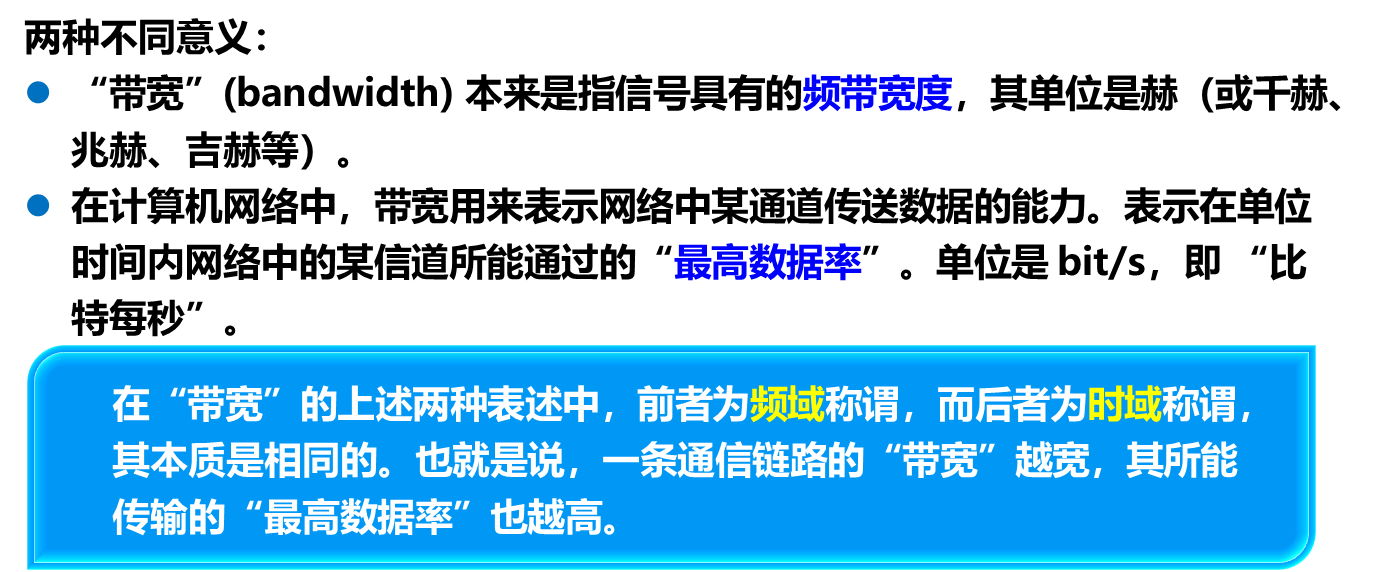 两种不同意义：
“带宽”(bandwidth) 本来是指信号具有的频带宽度，其单位是赫（或千赫、
兆赫、吉赫等）。
在计算机网络中，带宽用来表示网络中某通道传送数据的能力。表示在单位
时间内网络中的某信道所能通过的“最高数据率”。单位是 bit/s，即 “比
特每秒”。
在“带宽”的上述两种表述中，前者为频域称谓，而后者为时域称谓，
其本质是相同的。也就是说，一条通信链路的“带宽”越宽，其所能
传输的“最高数据率”也越高。